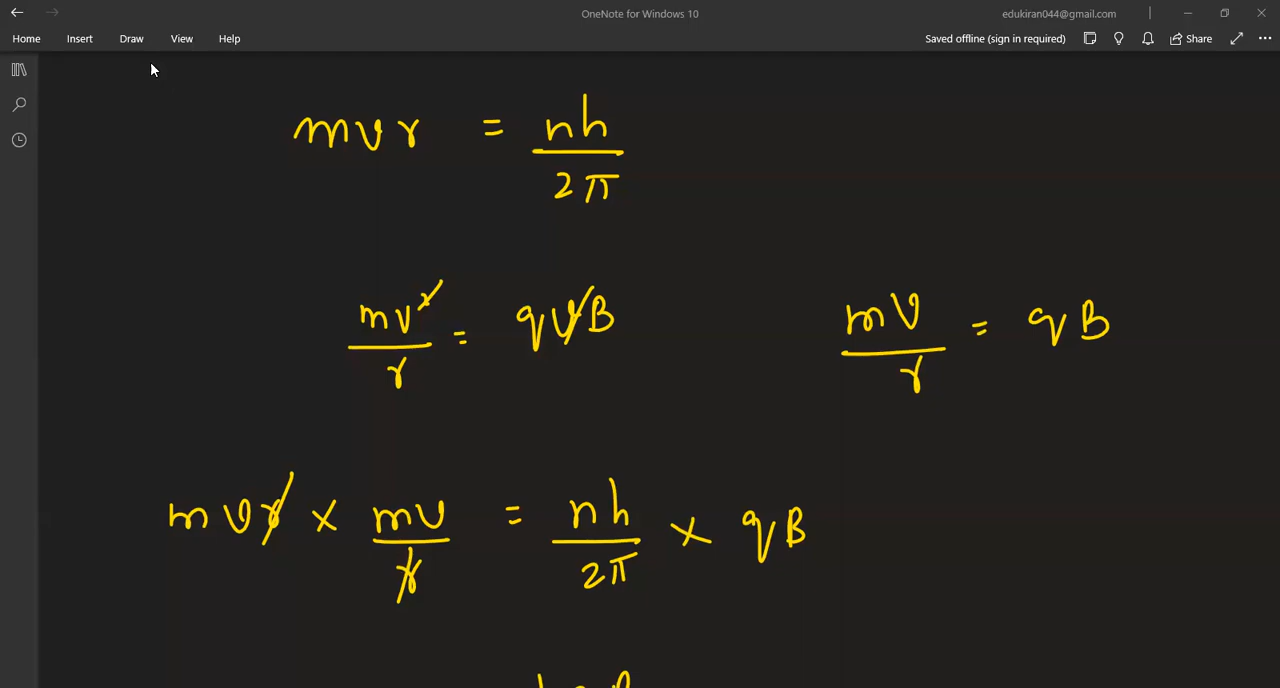 OneNote for Windows 10
edukiran044@gmail.com
Home Insert Draw View Help
Saved offline (sign in required) Share
mvr = nh/2π
mv²/r = qvB mv/r = qB
mvr × mv/r = nh/2π × qB